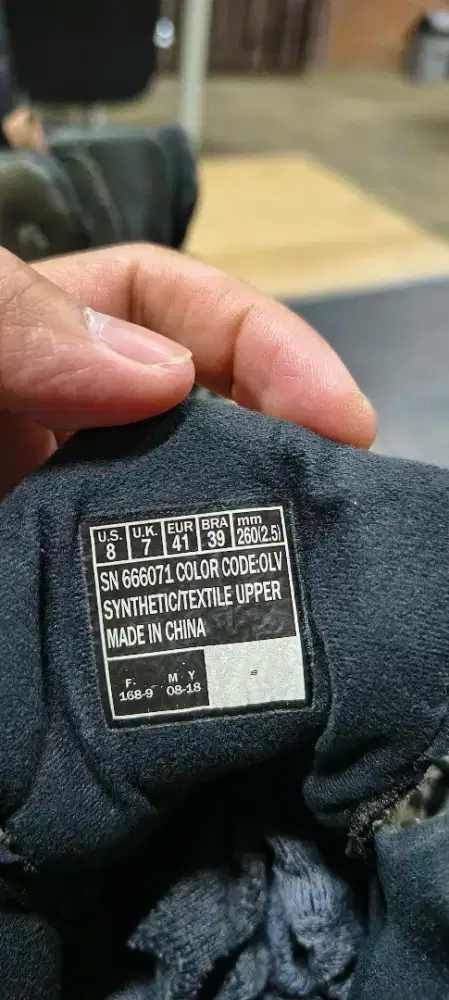 U.S. U.K. EUR BRA mm
8 7 41 39 260(2.5)
SN 666071 COLOR CODE:OLV
SYNTHETIC/TEXTILE UPPER
MADE IN CHINA
F. M Y
168-9 08-18